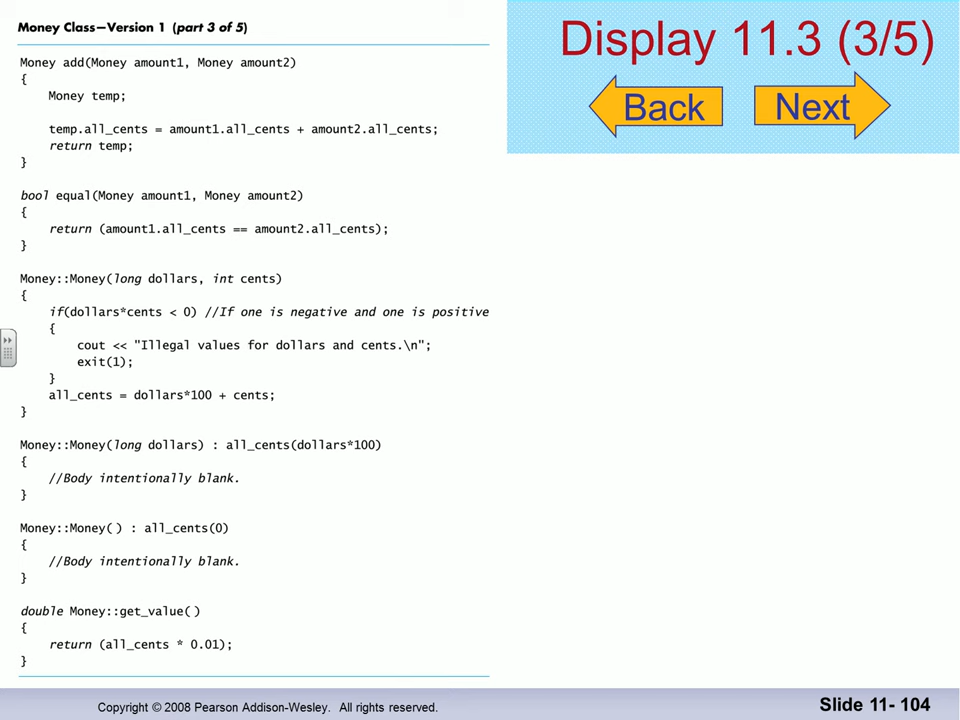 Money Class—Version 1 (part 3 of 5)
Money add(Money amount1, Money amount2)
{
    Money temp;

    temp.all_cents = amount1.all_cents + amount2.all_cents;
    return temp;
}

bool equal(Money amount1, Money amount2)
{
    return (amount1.all_cents == amount2.all_cents);
}

Money::Money(long dollars, int cents)
{
    if(dollars*cents < 0) //If one is negative and one is positive
    {
        cout << "Illegal values for dollars and cents.\n";
        exit(1);
    }
    all_cents = dollars*100 + cents;
}

Money::Money(long dollars) : all_cents(dollars*100)
{
    //Body intentionally blank.
}

Money::Money( ) : all_cents(0)
{
    //Body intentionally blank.
}

double Money::get_value( )
{
    return (all_cents * 0.01);
}
Display 11.3 (3/5)
Back
Next
Copyright © 2008 Pearson Addison-Wesley. All rights reserved.
Slide 11- 104